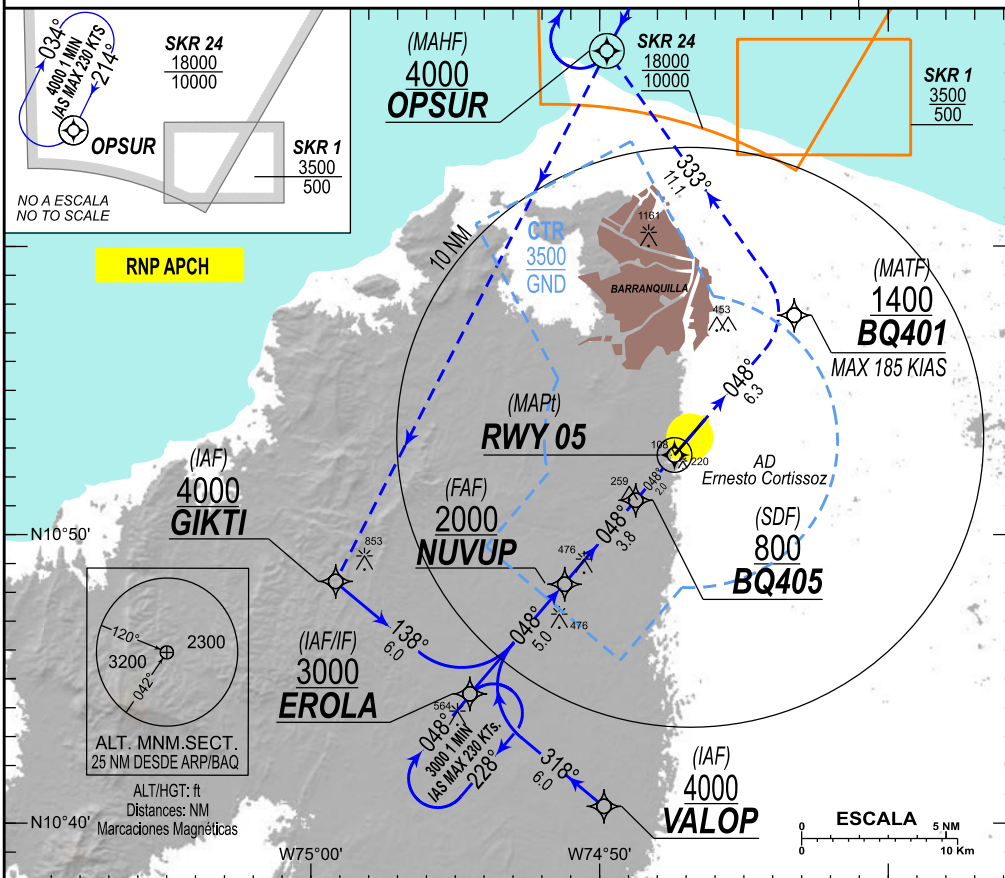 034°
4000 1 MIN
IAS MAX 230 KTS
214°
OPSUR
SKR 24
18000
10000
SKR 1
3500
500
NO A ESCALA
NO TO SCALE
RNP APCH
(MAHF)
4000
OPSUR
SKR 24
18000
10000
SKR 1
3500
500
333°
11.1
10 NM
CTR
3500
GND
1161
BARRANQUILLA
453
(MATF)
1400
BQ401
MAX 185 KIAS
048°
6.3
(MAPt)
RWY 05
108
220
AD
Ernesto Cortissoz
(IAF)
4000
GIKTI
(FAF)
2000
NUVUP
259
048°
2.0
048°
3.8
(SDF)
800
BQ405
N10°50'
853
476
476
138°
6.0
048°
5.0
(IAF/IF)
3000
EROLA
564
048°
3000 1 MIN
IAS MAX 230 KTs.
228°
318°
6.0
(IAF)
4000
VALOP
120°
2300
3200
042°
ALT. MNM.SECT.
25 NM DESDE ARP/BAQ
ALT/HGT: ft
Distances: NM
Marcaciones Magnéticas
N10°40'
W75°00'
W74°50'
ESCALA
0 5 NM
0 10 Km